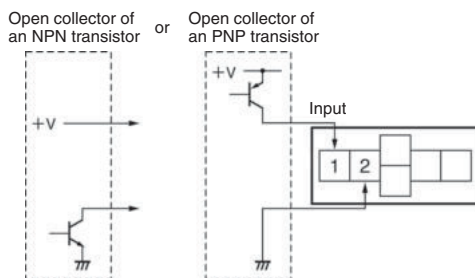 Open collector of
an NPN transistor
or
Open collector of
an PNP transistor
+V
+V
Input
1 2